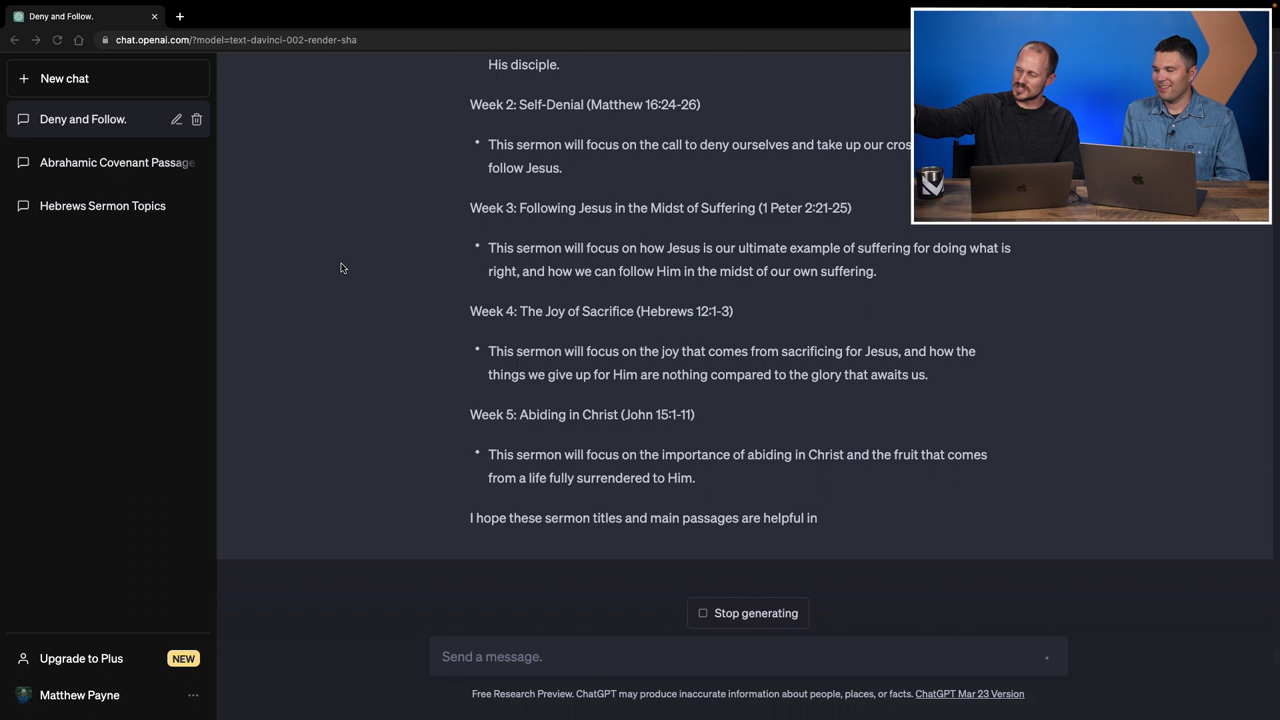 Deny and Follow.
chat.openai.com/?model=text-davinci-002-render-sha
New chat
Deny and Follow.
Abrahamic Covenant Passage
Hebrews Sermon Topics
Upgrade to Plus NEW
Matthew Payne
His disciple.
Week 2: Self-Denial (Matthew 16:24-26)
This sermon will focus on the call to deny ourselves and take up our
follow Jesus.
Week 3: Following Jesus in the Midst of Suffering (1 Peter 2:21-25)
This sermon will focus on how Jesus is our ultimate example of suffering for doing what is
right, and how we can follow Him in the midst of our own suffering.
Week 4: The Joy of Sacrifice (Hebrews 12:1-3)
This sermon will focus on the joy that comes from sacrificing for Jesus, and how the
things we give up for Him are nothing compared to the glory that awaits us.
Week 5: Abiding in Christ (John 15:1-11)
This sermon will focus on the importance of abiding in Christ and the fruit that comes
from a life fully surrendered to Him.
I hope these sermon titles and main passages are helpful in
Stop generating
Send a message.
Free Research Preview. ChatGPT may produce inaccurate information about people, places, or facts. ChatGPT Mar 23 Version